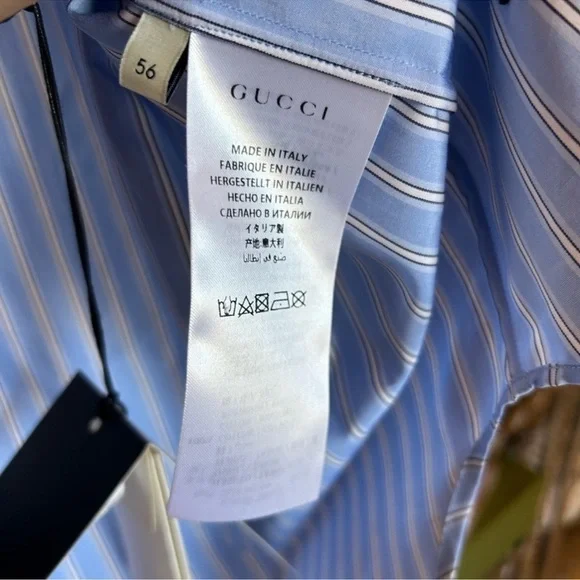 56
GUCCI
MADE IN ITALY
FABRIQUE EN ITALIE
HERGESTELLT IN ITALIEN
HECHO EN ITALIA
СДЕЛАНО В ИТАЛИИ
イタリア製
产地:意大利
صنع في إيطاليا